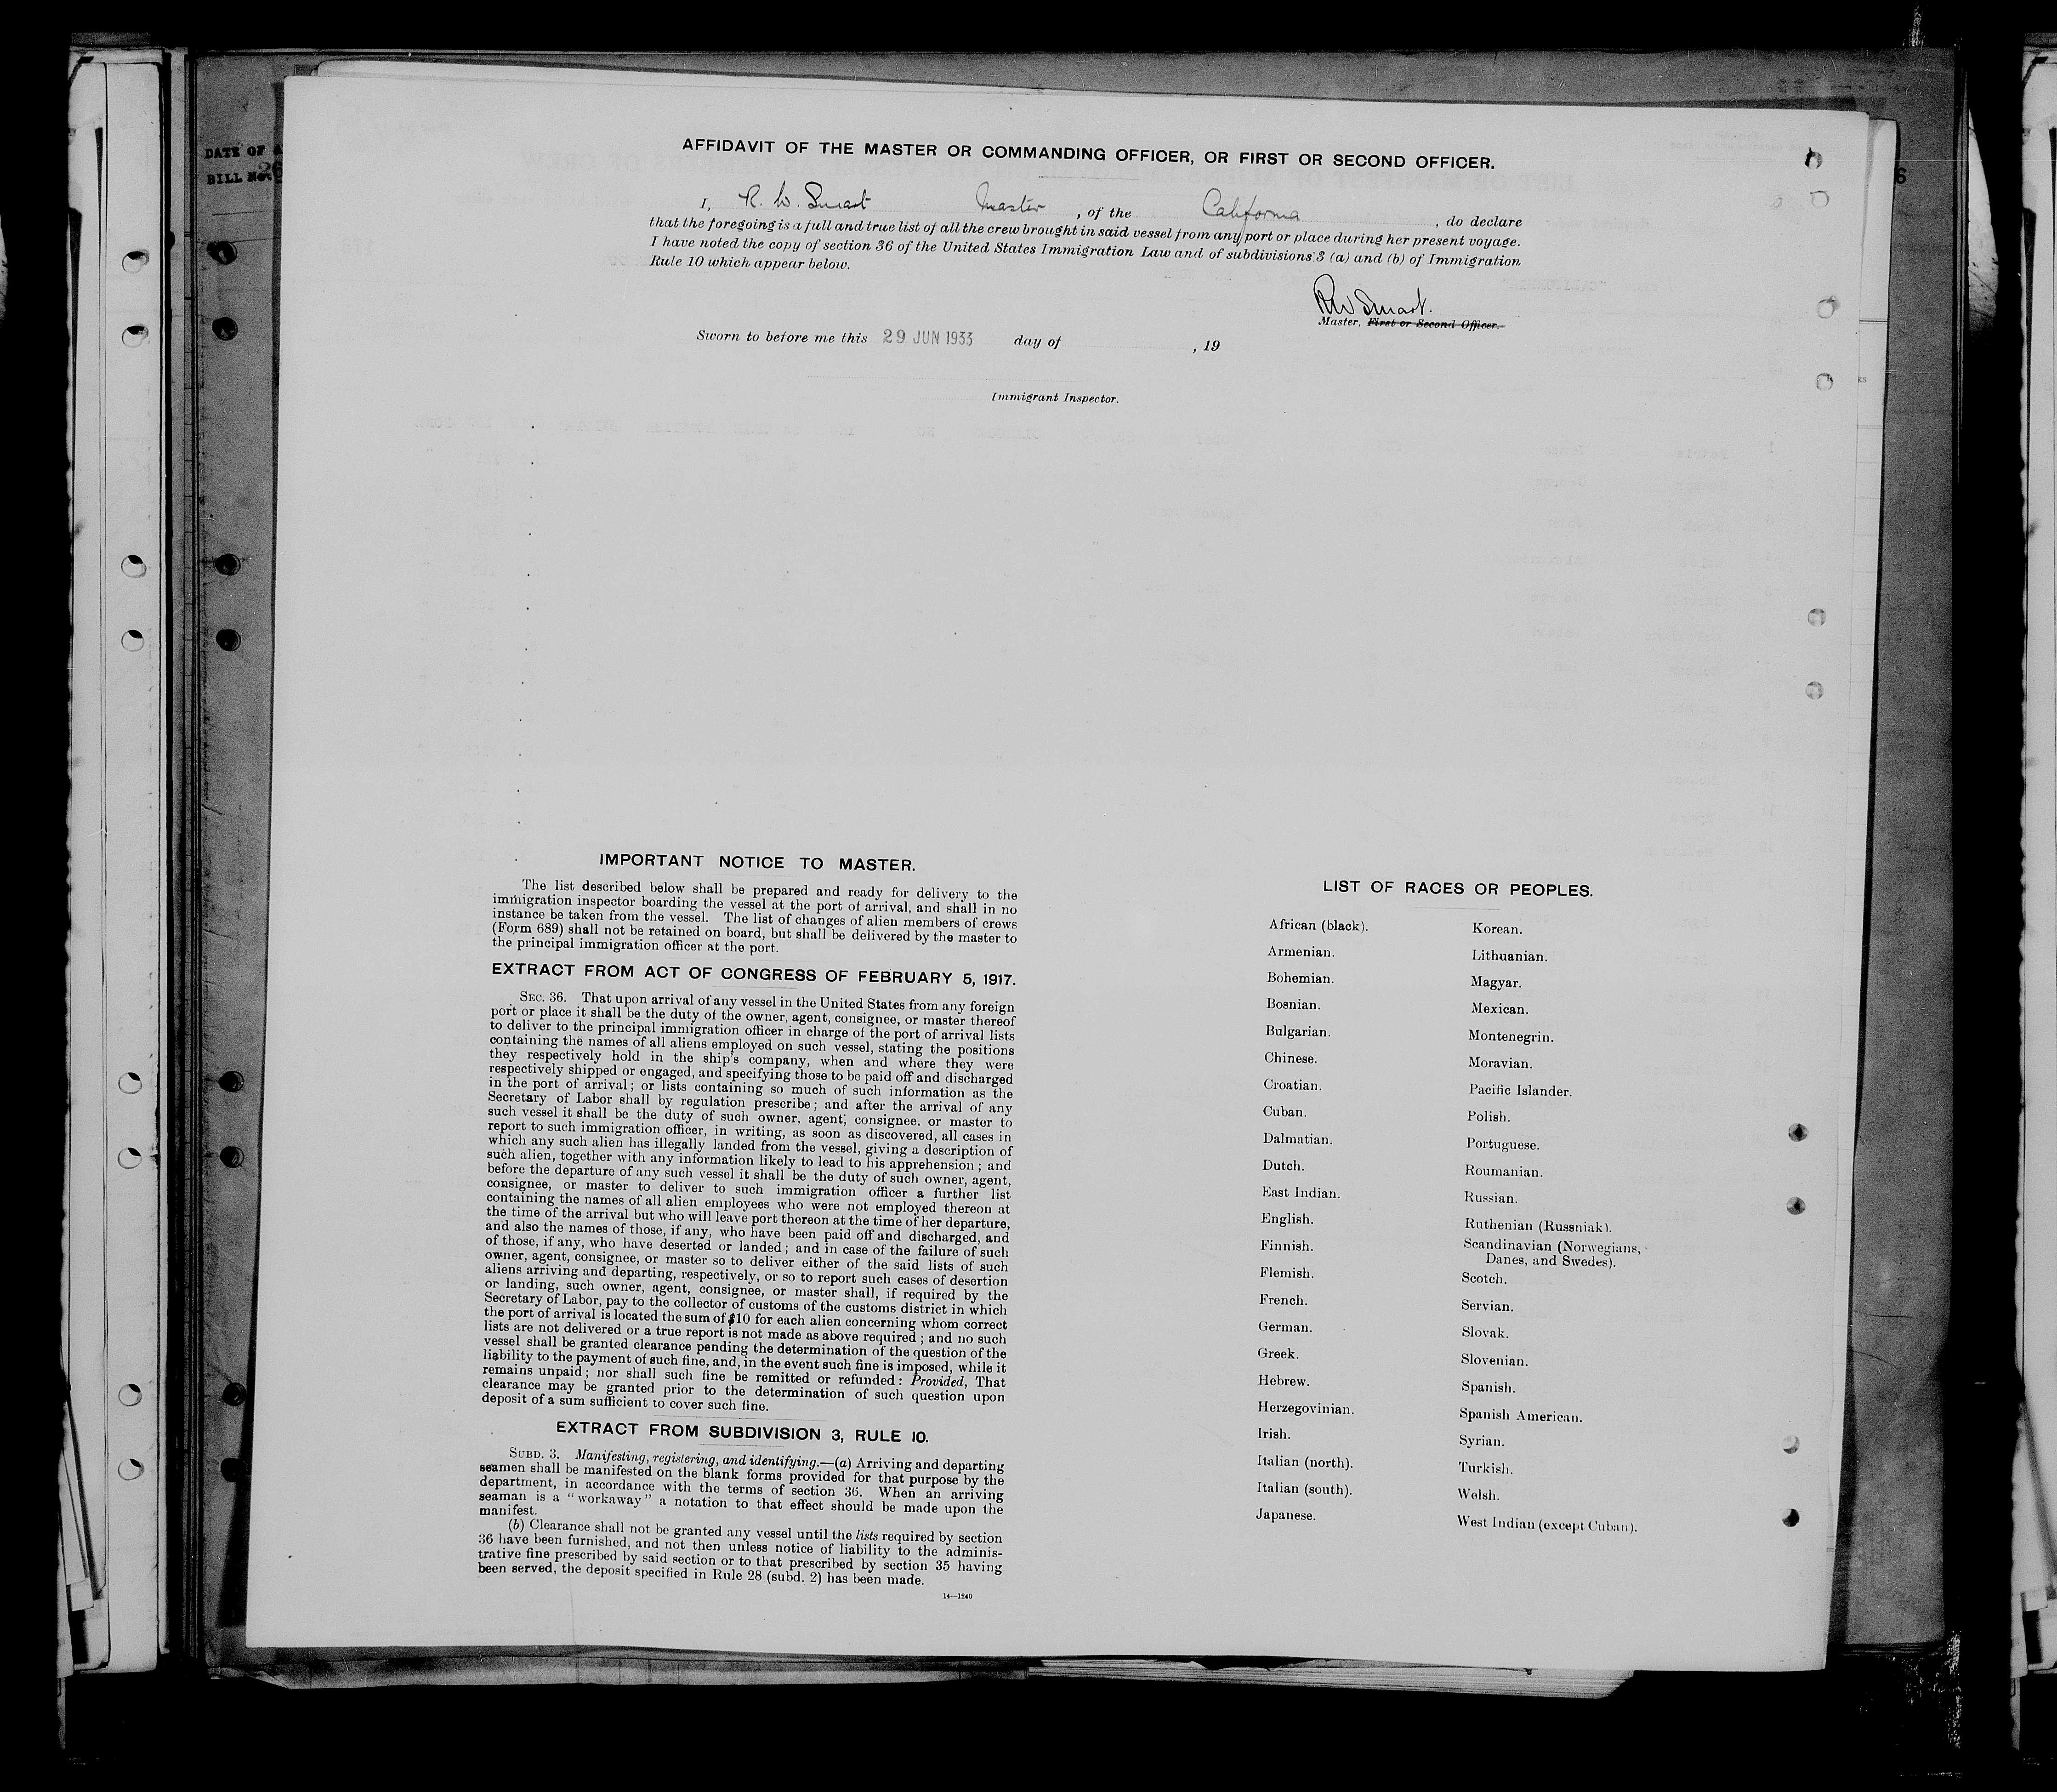 DATE OF
BILL No. 26
6
AFFIDAVIT OF THE MASTER OR COMMANDING OFFICER, OR FIRST OR SECOND OFFICER.
I, R. W. Smart Master, of the California, do declare
that the foregoing is a full and true list of all the crew brought in said vessel from any port or place during her present voyage.
I have noted the copy of section 36 of the United States Immigration Law and of subdivisions 3 (a) and (b) of Immigration
Rule 10 which appear below.
RW Smart.
Master, First or Second Officer.
Sworn to before me this 29 JUN 1933 day of , 19
Immigrant Inspector.
IMPORTANT NOTICE TO MASTER.
The list described below shall be prepared and ready for delivery to the
immigration inspector boarding the vessel at the port of arrival, and shall in no
instance be taken from the vessel. The list of changes of alien members of crews
(Form 689) shall not be retained on board, but shall be delivered by the master to
the principal immigration officer at the port.
EXTRACT FROM ACT OF CONGRESS OF FEBRUARY 5, 1917.
SEC. 36. That upon arrival of any vessel in the United States from any foreign
port or place it shall be the duty of the owner, agent, consignee, or master thereof
to deliver to the principal immigration officer in charge of the port of arrival lists
containing the names of all aliens employed on such vessel, stating the positions
they respectively hold in the ship's company, when and where they were
respectively shipped or engaged, and specifying those to be paid off and discharged
in the port of arrival; or lists containing so much of such information as the
Secretary of Labor shall by regulation prescribe; and after the arrival of any
such vessel it shall be the duty of such owner, agent, consignee. or master to
report to such immigration officer, in writing, as soon as discovered, all cases in
which any such alien has illegally landed from the vessel, giving a description of
such alien, together with any information likely to lead to his apprehension; and
before the departure of any such vessel it shall be the duty of such owner, agent,
consignee, or master to deliver to such immigration officer a further list
containing the names of all alien employees who were not employed thereon at
the time of the arrival but who will leave port thereon at the time of her departure,
and also the names of those, if any, who have been paid off and discharged, and
of those, if any, who have deserted or landed; and in case of the failure of such
owner, agent, consignee, or master so to deliver either of the said lists of such
aliens arriving and departing, respectively, or so to report such cases of desertion
or landing, such owner, agent, consignee, or master shall, if required by the
Secretary of Labor, pay to the collector of customs of the customs district in which
the port of arrival is located the sum of $10 for each alien concerning whom correct
lists are not delivered or a true report is not made as above required; and no such
vessel shall be granted clearance pending the determination of the question of the
liability to the payment of such fine, and, in the event such fine is imposed, while it
remains unpaid; nor shall such fine be remitted or refunded: Provided, That
clearance may be granted prior to the determination of such question upon
deposit of a sum sufficient to cover such fine.
EXTRACT FROM SUBDIVISION 3, RULE 10.
SUBD. 3. Manifesting, registering, and identifying.—(a) Arriving and departing
seamen shall be manifested on the blank forms provided for that purpose by the
department, in accordance with the terms of section 36. When an arriving
seaman is a "workaway" a notation to that effect should be made upon the
manifest.
(b) Clearance shall not be granted any vessel until the lists required by section
36 have been furnished, and not then unless notice of liability to the adminis-
trative fine prescribed by said section or to that prescribed by section 35 having
been served, the deposit specified in Rule 28 (subd. 2) has been made.
14—1240
LIST OF RACES OR PEOPLES.
African (black).
Armenian.
Bohemian.
Bosnian.
Bulgarian.
Chinese.
Croatian.
Cuban.
Dalmatian.
Dutch.
East Indian.
English.
Finnish.
Flemish.
French.
German.
Greek.
Hebrew.
Herzegovinian.
Irish.
Italian (north).
Italian (south).
Japanese.
Korean.
Lithuanian.
Magyar.
Mexican.
Montenegrin.
Moravian.
Pacific Islander.
Polish.
Portuguese.
Roumanian.
Russian.
Ruthenian (Russniak).
Scandinavian (Norwegians,
Danes, and Swedes).
Scotch.
Servian.
Slovak.
Slovenian.
Spanish.
Spanish American.
Syrian.
Turkish.
Welsh.
West Indian (except Cuban).